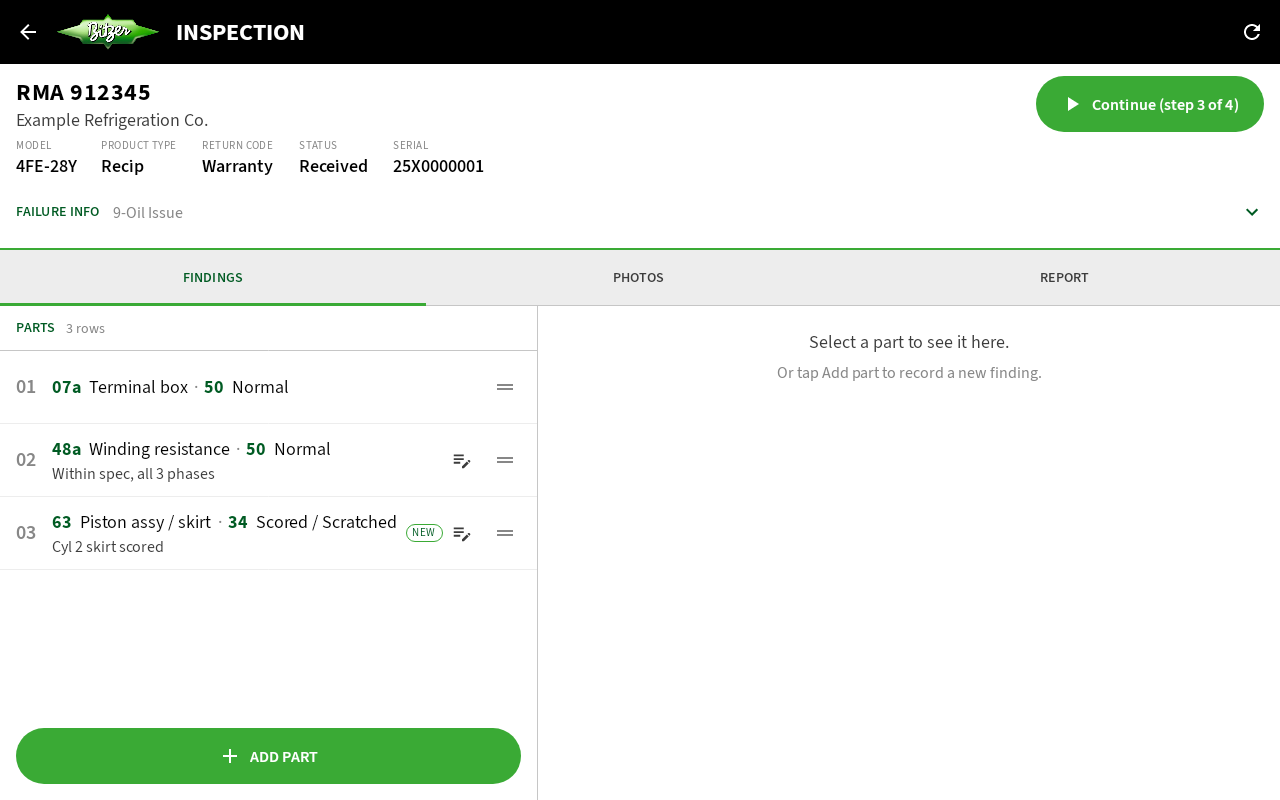 Bitzer
INSPECTION
RMA 912345
Example Refrigeration Co.
Continue (step 3 of 4)
MODEL PRODUCT TYPE RETURN CODE STATUS SERIAL
4FE-28Y Recip Warranty Received 25X0000001
FAILURE INFO 9-Oil Issue
FINDINGS PHOTOS REPORT
PARTS 3 rows
01 07a Terminal box · 50 Normal
02 48a Winding resistance · 50 Normal
Within spec, all 3 phases
03 63 Piston assy / skirt · 34 Scored / Scratched NEW
Cyl 2 skirt scored
ADD PART
Select a part to see it here.
Or tap Add part to record a new finding.